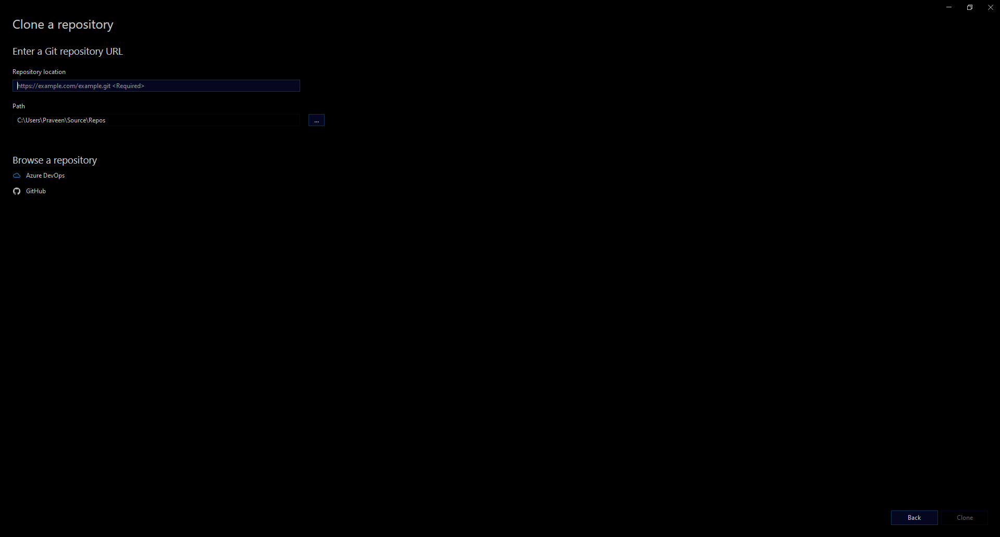 Clone a repository
Enter a Git repository URL
Repository location
https://example.com/example.git <Required>
Path
C:\Users\Praveen\Source\Repos
...
Browse a repository
Azure DevOps
GitHub
Back
Clone